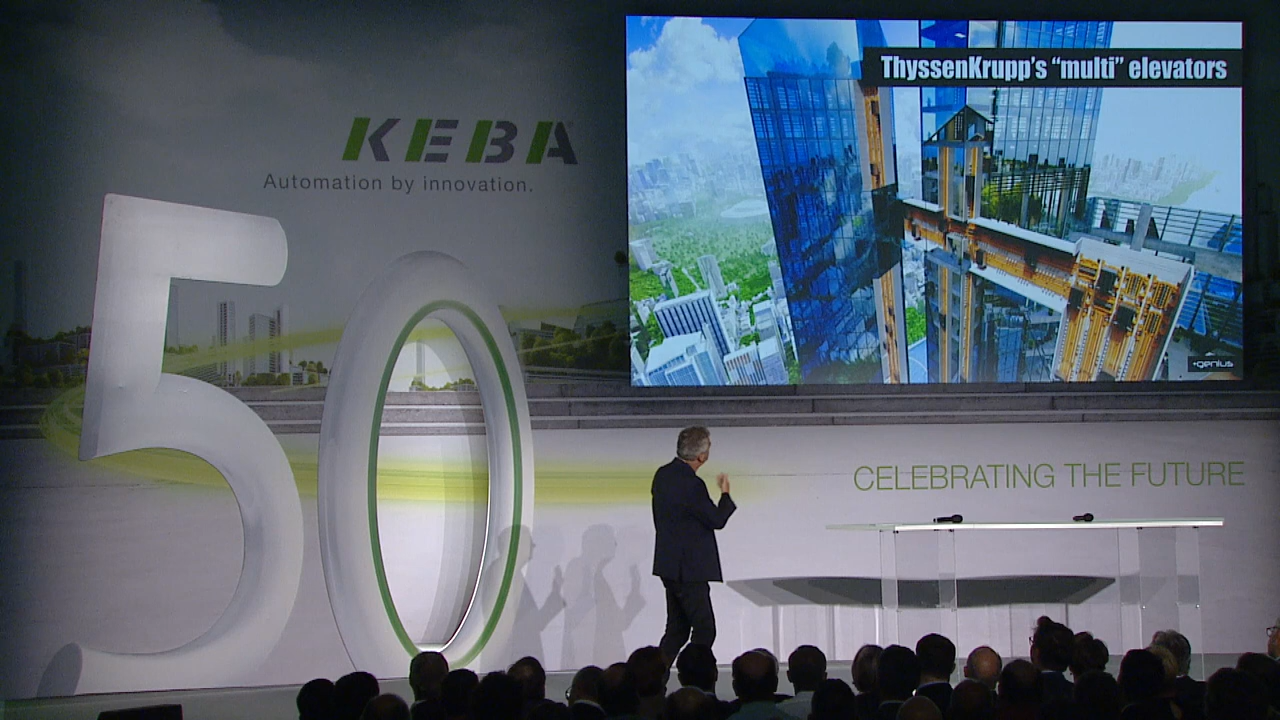 KEBA
Automation by innovation.
50
ThyssenKrupp's "multi" elevators
•genius
CELEBRATING THE FUTURE